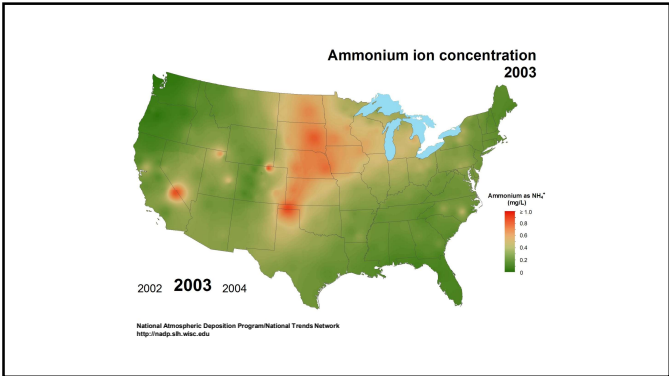 Ammonium ion concentration
2003
Ammonium as NH₄⁺
(mg/L)
≥ 1.0
0.8
0.6
0.4
0.2
0
2002 2003 2004
National Atmospheric Deposition Program/National Trends Network
http://nadp.slh.wisc.edu